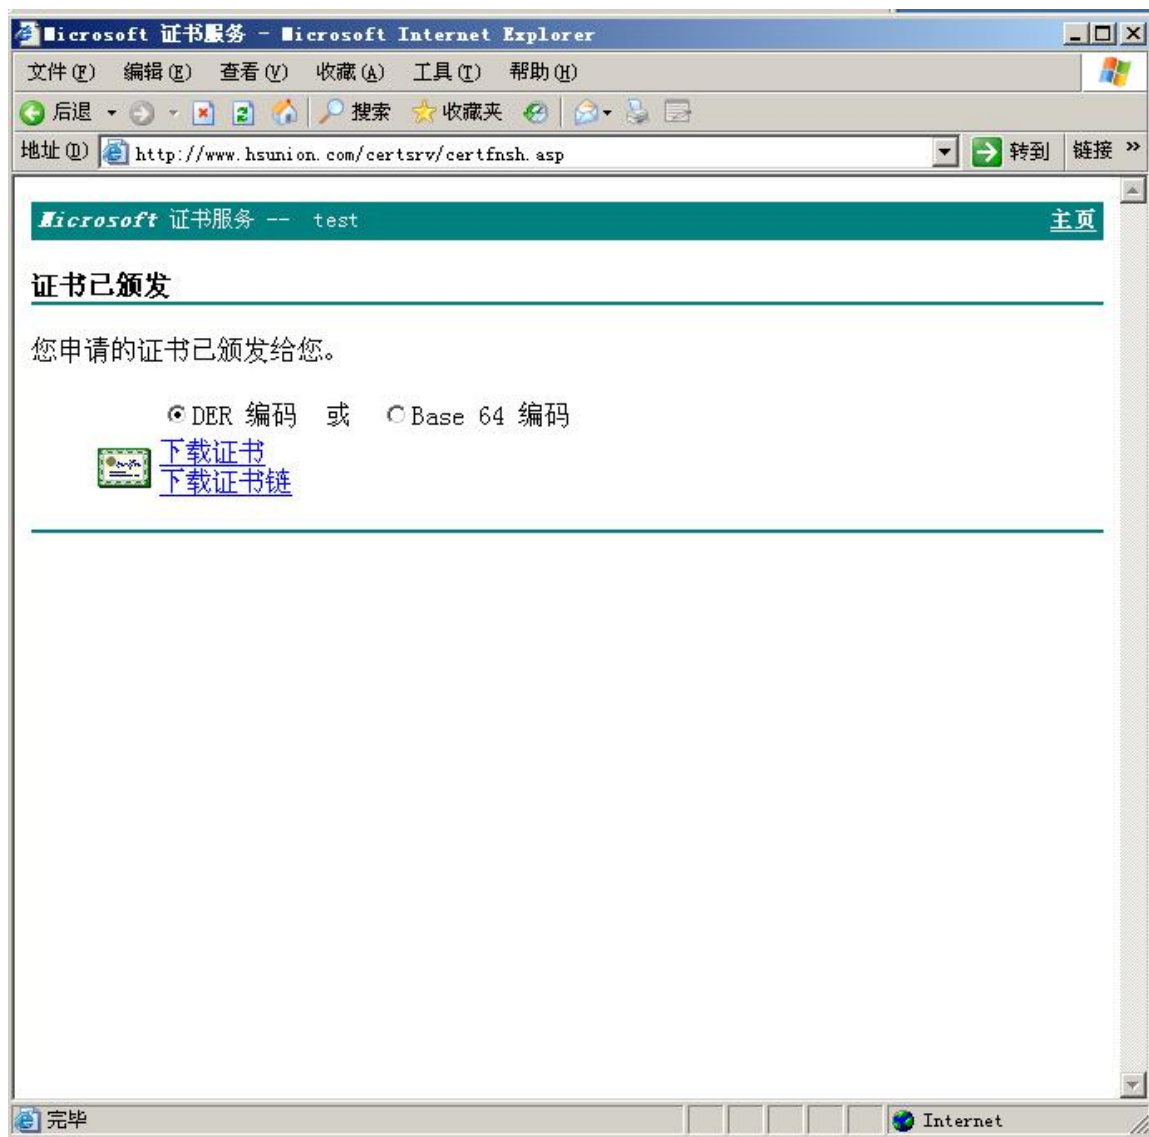 Microsoft 证书服务 - Microsoft Internet Explorer
文件(F) 编辑(E) 查看(V) 收藏(A) 工具(T) 帮助(H)
后退 搜索 收藏夹
地址(D) http://www.hsunion.com/certsrv/certfnsh.asp 转到 链接 »
Microsoft 证书服务 -- test 主页
证书已颁发
您申请的证书已颁发给您。
DER 编码 或 Base 64 编码
下载证书
下载证书链
完毕 Internet